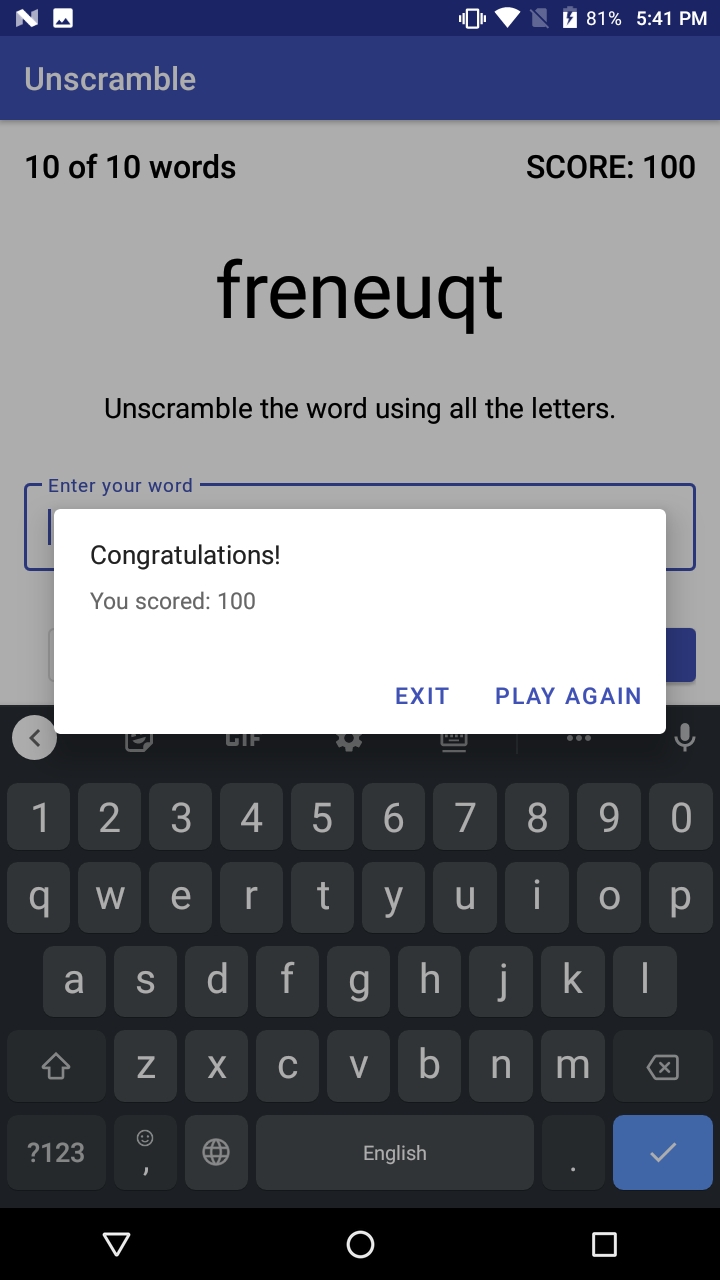 81% 5:41 PM
Unscramble
10 of 10 words SCORE: 100
freneuqt
Unscramble the word using all the letters.
Enter your word
Congratulations!
You scored: 100
EXIT PLAY AGAIN
GIF
1 2 3 4 5 6 7 8 9 0
q w e r t y u i o p
a s d f g h j k l
z x c v b n m
?123 , English .